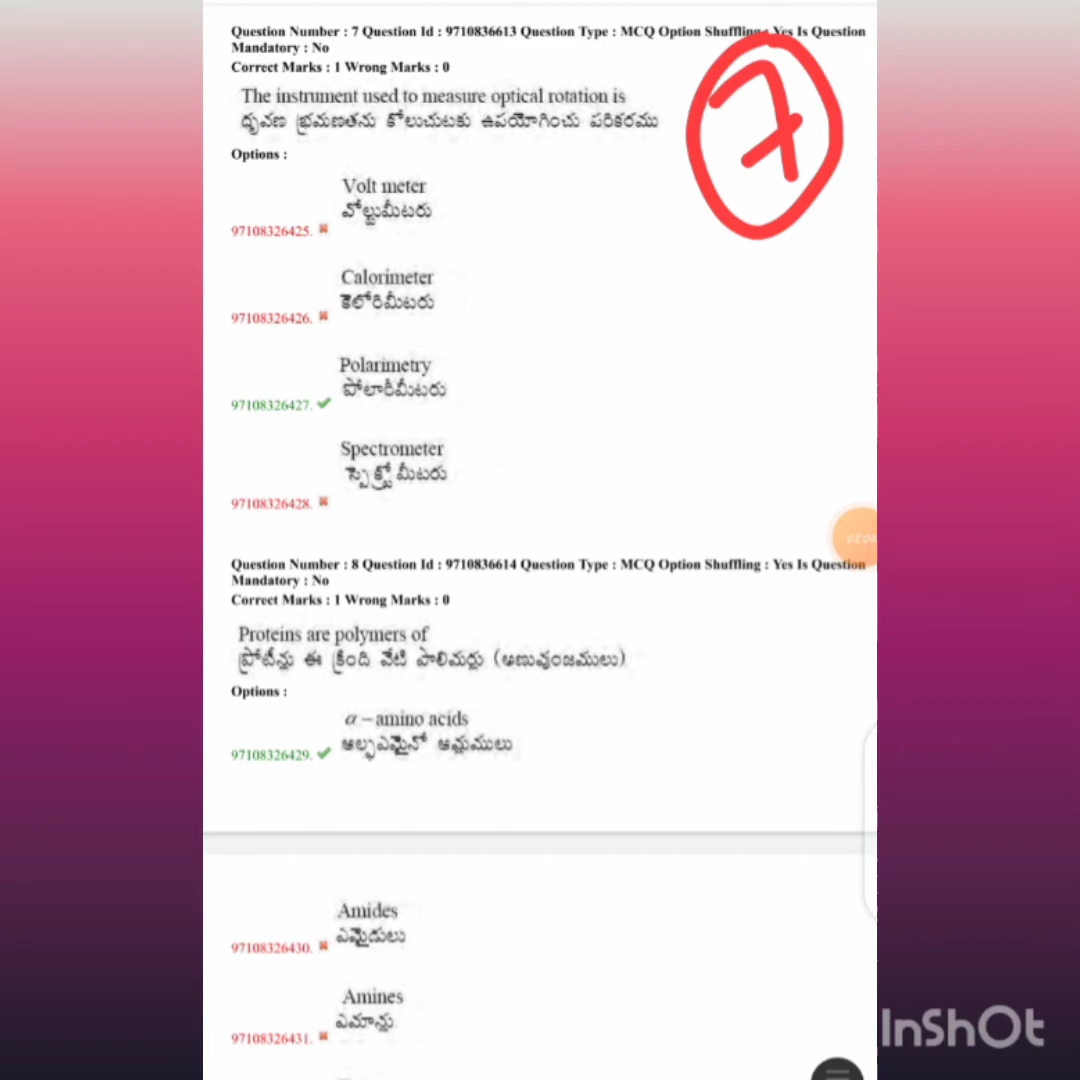 Question Number : 7 Question Id : 9710836613 Question Type : MCQ Option Shuffling : Yes Is Question
Mandatory : No
Correct Marks : 1 Wrong Marks : 0
The instrument used to measure optical rotation is
ధృవణ భ్రమణతను కోలుచుటకు ఉపయోగించు పరికరము
7
Options :
Volt meter
వోల్టుమీటరు
97108326425.
Calorimeter
కెలోరిమీటరు
97108326426.
Polarimetry
పోలారీమీటరు
97108326427.
Spectrometer
స్పెక్ట్రోమీటరు
97108326428.
Question Number : 8 Question Id : 9710836614 Question Type : MCQ Option Shuffling : Yes Is Question
Mandatory : No
Correct Marks : 1 Wrong Marks : 0
Proteins are polymers of
ప్రోటీన్లు ఈ క్రింది వేటి పాలిమర్లు (అణుపుంజములు)
Options :
α – amino acids
ఆల్ఫఎమైనో ఆమ్లములు
97108326429.
Amides
ఎమైడులు
97108326430.
Amines
ఎమాన్లు
97108326431.
InShOt